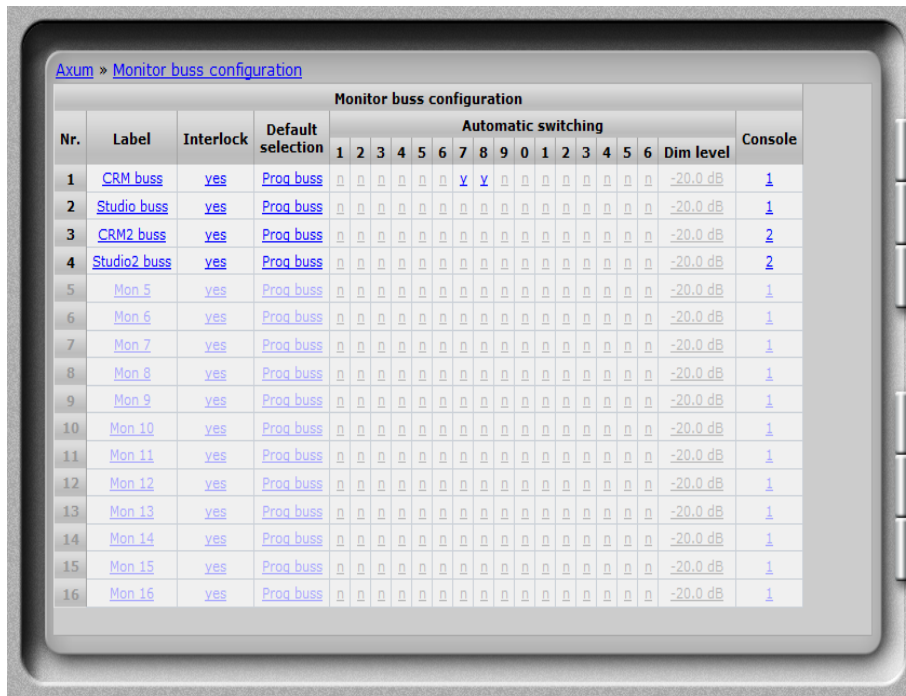 Axum » Monitor buss configuration
Monitor buss configuration
Nr. Label Interlock Default selection Automatic switching Console
1 2 3 4 5 6 7 8 9 0 1 2 3 4 5 6 Dim level
1 CRM buss yes Prog buss n n n n n n y y n n n n n n n n -20.0 dB 1
2 Studio buss yes Prog buss n n n n n n n n n n n n n n n n -20.0 dB 1
3 CRM2 buss yes Prog buss n n n n n n n n n n n n n n n n -20.0 dB 2
4 Studio2 buss yes Prog buss n n n n n n n n n n n n n n n n -20.0 dB 2
5 Mon 5 yes Prog buss n n n n n n n n n n n n n n n n -20.0 dB 1
6 Mon 6 yes Prog buss n n n n n n n n n n n n n n n n -20.0 dB 1
7 Mon 7 yes Prog buss n n n n n n n n n n n n n n n n -20.0 dB 1
8 Mon 8 yes Prog buss n n n n n n n n n n n n n n n n -20.0 dB 1
9 Mon 9 yes Prog buss n n n n n n n n n n n n n n n n -20.0 dB 1
10 Mon 10 yes Prog buss n n n n n n n n n n n n n n n n -20.0 dB 1
11 Mon 11 yes Prog buss n n n n n n n n n n n n n n n n -20.0 dB 1
12 Mon 12 yes Prog buss n n n n n n n n n n n n n n n n -20.0 dB 1
13 Mon 13 yes Prog buss n n n n n n n n n n n n n n n n -20.0 dB 1
14 Mon 14 yes Prog buss n n n n n n n n n n n n n n n n -20.0 dB 1
15 Mon 15 yes Prog buss n n n n n n n n n n n n n n n n -20.0 dB 1
16 Mon 16 yes Prog buss n n n n n n n n n n n n n n n n -20.0 dB 1